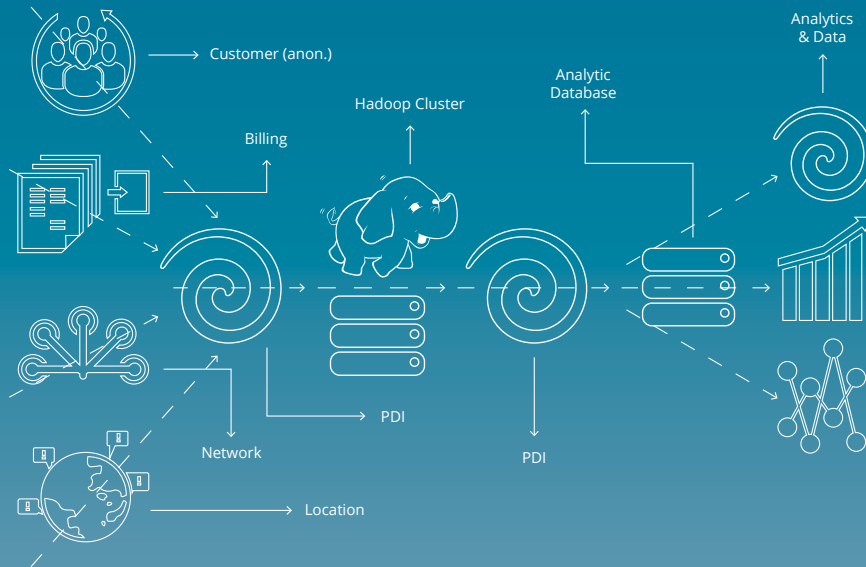 Analytics
& Data
Customer (anon.)
Analytic
Database
Hadoop Cluster
Billing
PDI
Network
PDI
Location